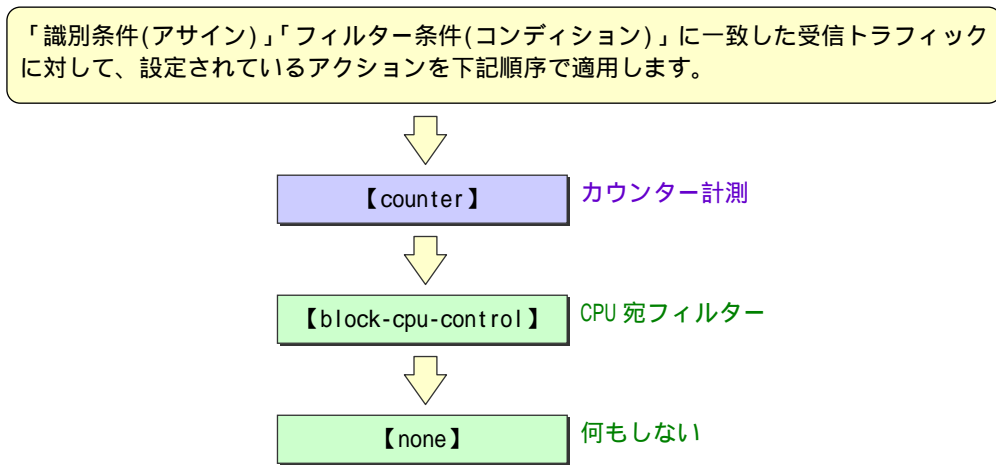 「識別条件(アサイン)」「フィルター条件(コンディション)」に一致した受信トラフィック
に対して、設定されているアクションを下記順序で適用します。
【counter】 カウンター計測
【block-cpu-control】 CPU 宛フィルター
【none】 何もしない